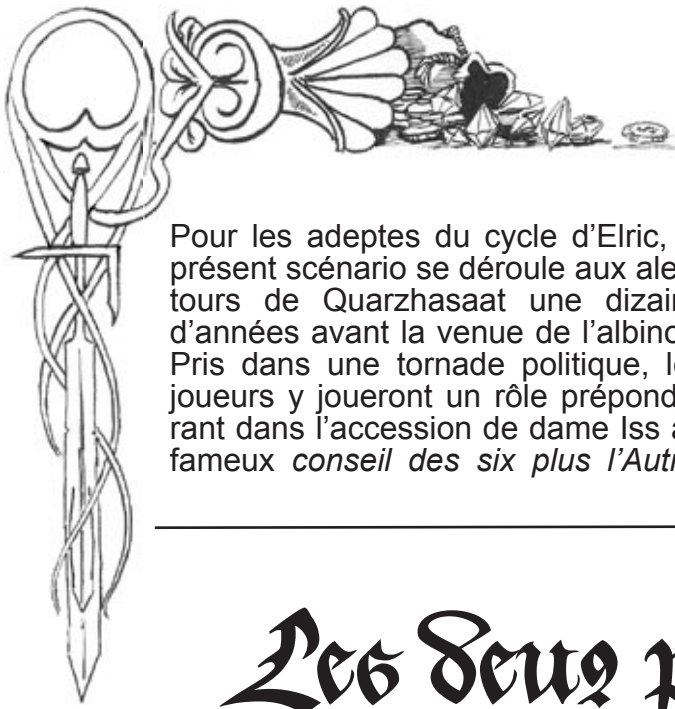 Pour les adeptes du cycle d’Elric,
présent scénario se déroule aux ale
tours de Quarzhasaat une dizair
d’années avant la venue de l’albinc
Pris dans une tornade politique, le
joueurs y joueront un rôle prépond
rant dans l’accession de dame Iss a
fameux conseil des six plus l’Autr
Les deux p